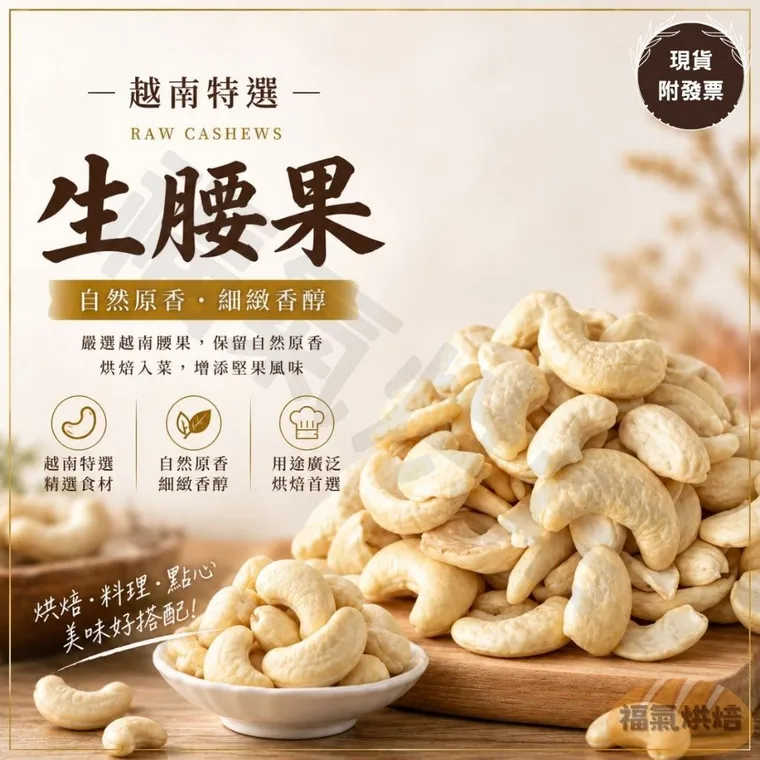 現貨
附發票
越南特選
RAW CASHEWS
生腰果
自然原香・細緻香醇
嚴選越南腰果，保留自然原香
烘焙入菜，增添堅果風味
越南特選
精選食材
自然原香
細緻香醇
用途廣泛
烘焙首選
烘焙・料理・點心
美味好搭配！
福氣烘焙